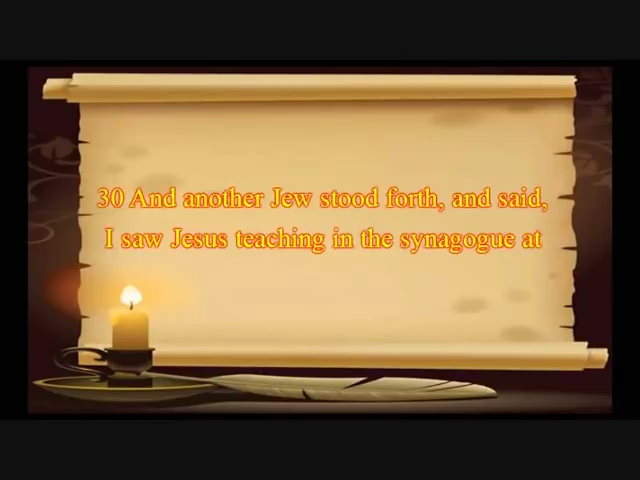 30 And another Jew stood forth, and said,
I saw Jesus teaching in the synagogue at